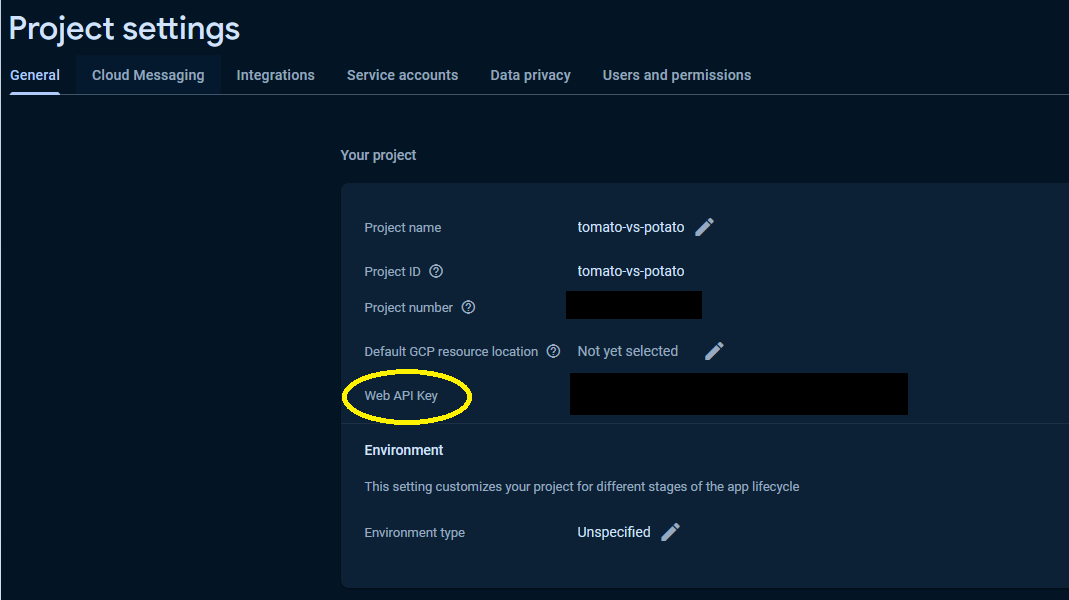 Project settings
General Cloud Messaging Integrations Service accounts Data privacy Users and permissions
Your project
Project name tomato-vs-potato
Project ID tomato-vs-potato
Project number
Default GCP resource location Not yet selected
Web API Key
Environment
This setting customizes your project for different stages of the app lifecycle
Environment type Unspecified